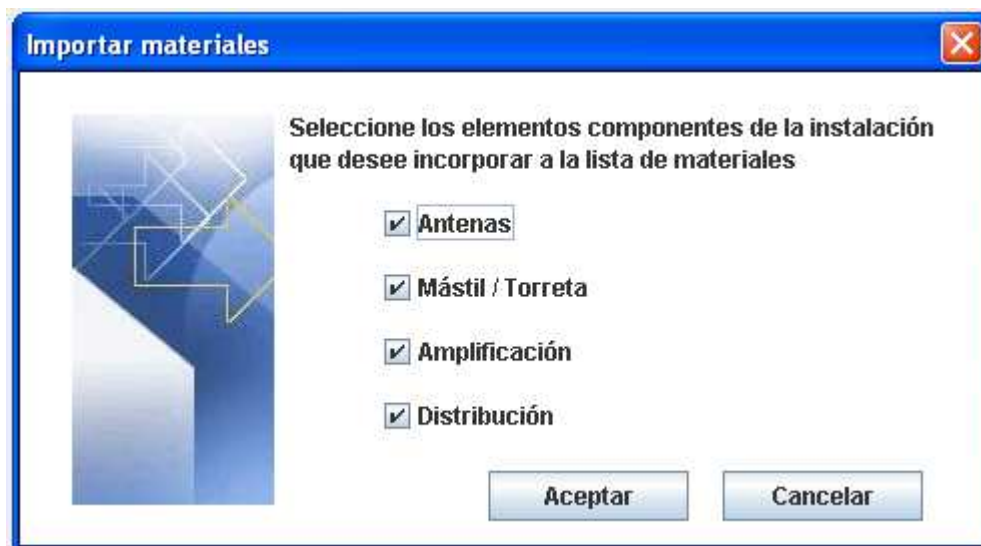 Importar materiales
Seleccione los elementos componentes de la instalación
que desee incorporar a la lista de materiales
Antenas
Mástil / Torreta
Amplificación
Distribución
Aceptar Cancelar